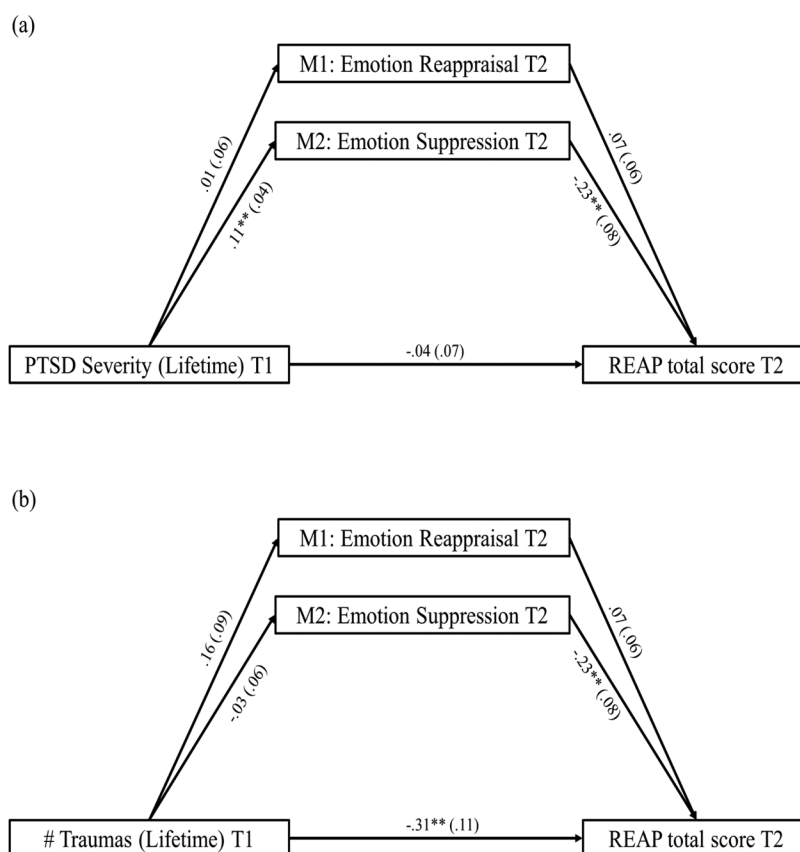 (a)
M1: Emotion Reappraisal T2
M2: Emotion Suppression T2
.01 (.06)
.07 (.06)
.11** (.04)
-.23** (.08)
-.04 (.07)
PTSD Severity (Lifetime) T1
REAP total score T2
(b)
M1: Emotion Reappraisal T2
M2: Emotion Suppression T2
.16 (.09)
.07 (.06)
-.03 (.06)
-.23** (.08)
-.31** (.11)
# Traumas (Lifetime) T1
REAP total score T2